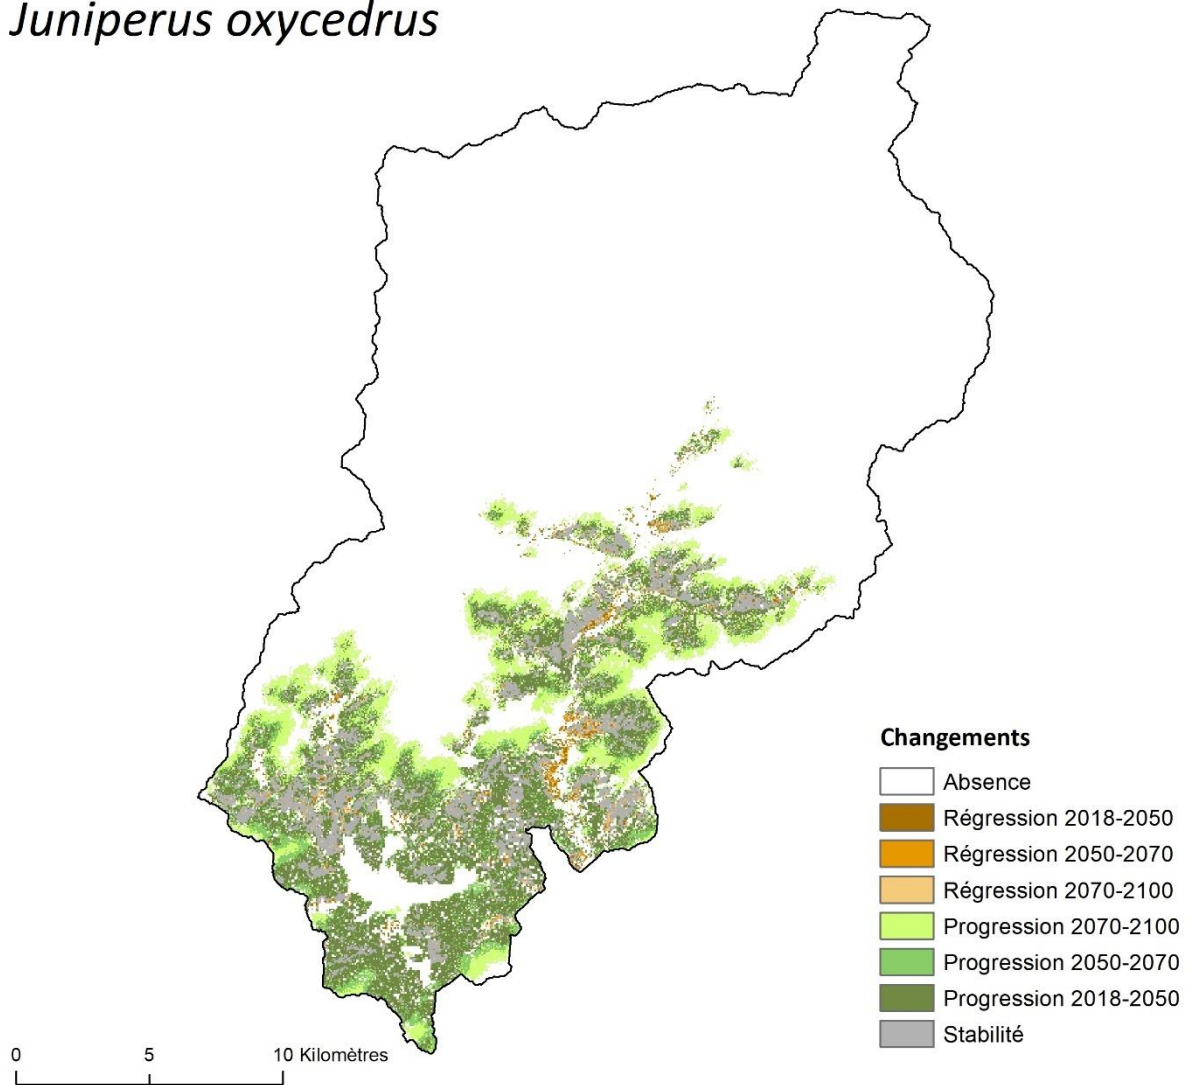 Juniperus oxycedrus
Changements
Absence
Régression 2018-2050
Régression 2050-2070
Régression 2070-2100
Progression 2070-2100
Progression 2050-2070
Progression 2018-2050
Stabilité
0 5 10 Kilomètres